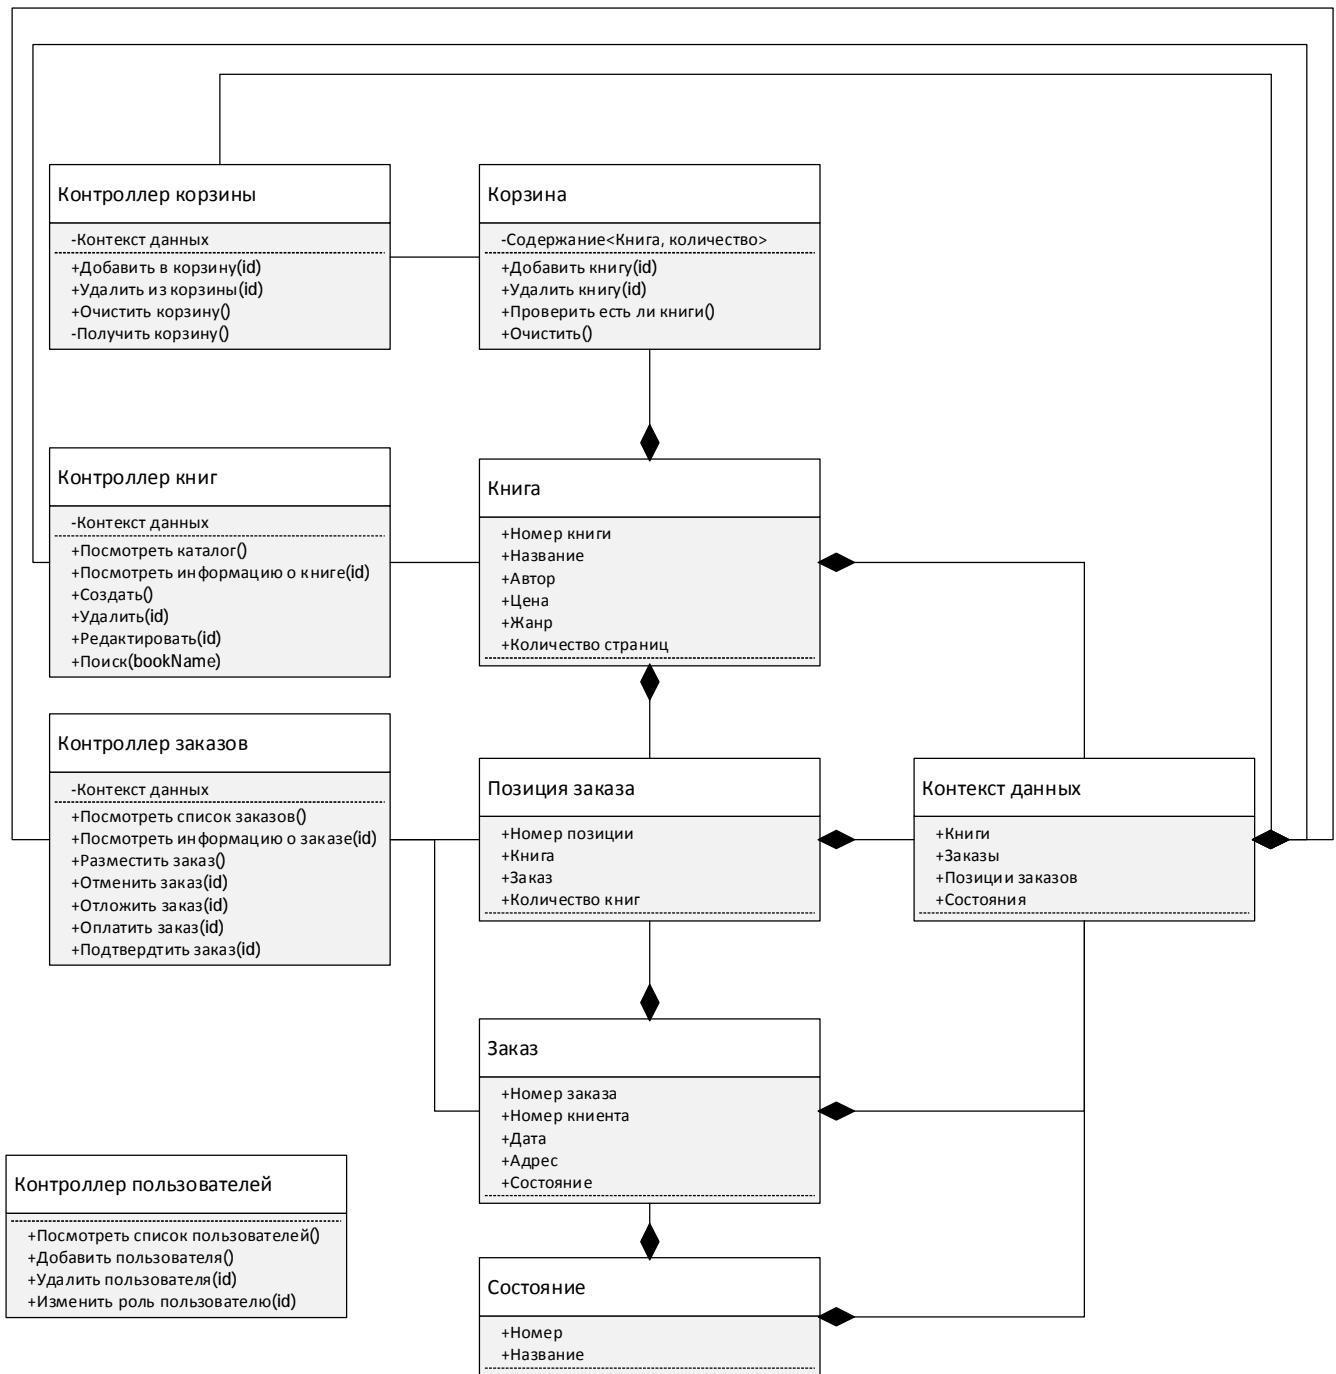 Контроллер корзины
-Контекст данных
+Добавить в корзину(id)
+Удалить из корзины(id)
+Очистить корзину()
-Получить корзину()
Корзина
-Содержание<Книга, количество>
+Добавить книгу(id)
+Удалить книгу(id)
+Проверить есть ли книги()
+Очистить()
Контроллер книг
-Контекст данных
+Посмотреть каталог()
+Посмотреть информацию о книге(id)
+Создать()
+Удалить(id)
+Редактировать(id)
+Поиск(bookName)
Книга
+Номер книги
+Название
+Автор
+Цена
+Жанр
+Количество страниц
Контроллер заказов
-Контекст данных
+Посмотреть список заказов()
+Посмотреть информацию о заказе(id)
+Разместить заказ()
+Отменить заказ(id)
+Отложить заказ(id)
+Оплатить заказ(id)
+Подтвердтить заказ(id)
Позиция заказа
+Номер позиции
+Книга
+Заказ
+Количество книг
Контекст данных
+Книги
+Заказы
+Позиции заказов
+Состояния
Заказ
+Номер заказа
+Номер книента
+Дата
+Адрес
+Состояние
Контроллер пользователей
+Посмотреть список пользователей()
+Добавить пользователя()
+Удалить пользователя(id)
+Изменить роль пользователю(id)
Состояние
+Номер
+Название